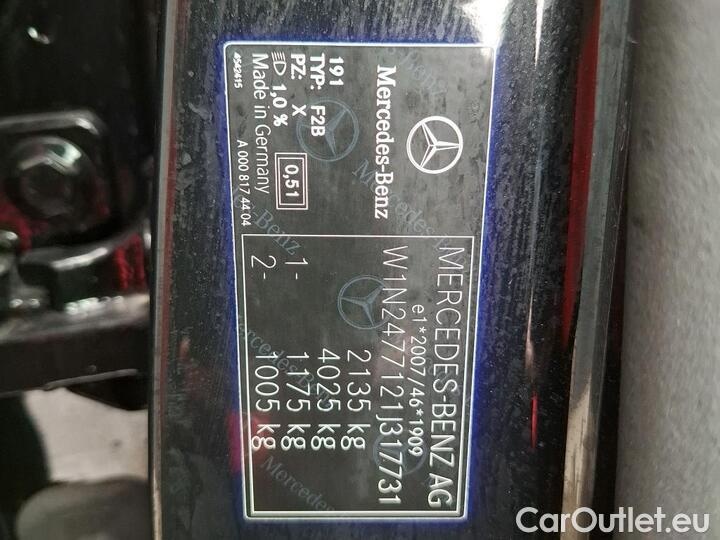 Mercedes-Benz
191
TYP: F2B
PZ: X
1,0 %
0,51
Made in Germany
4542415
A 000 817 44 04
MERCEDES-BENZ AG
e1*2007/46*1909
W1N2477121J317731
2135 kg
4025 kg
1- 1175 kg
2- 1005 kg
CarOutlet.eu